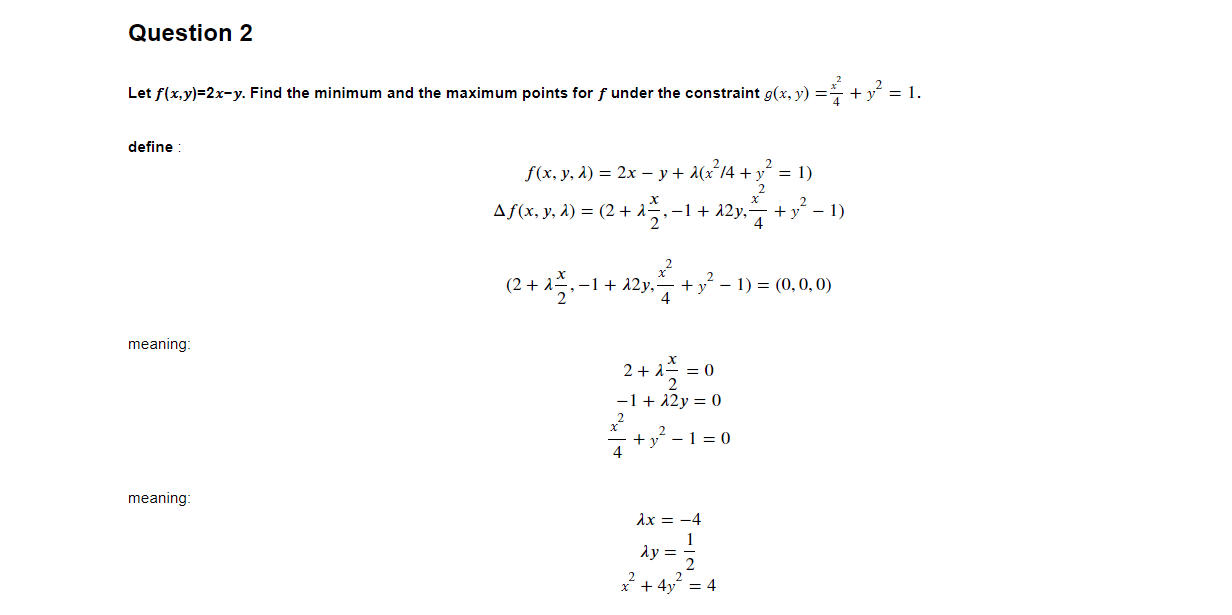 Question 2
Let f(x,y)=2x−y. Find the minimum and the maximum points for f under the constraint g(x, y) = x²/4 + y² = 1.
define :
f(x, y, λ) = 2x − y + λ(x²/4 + y² = 1)
Δf(x, y, λ) = (2 + λ x/2, −1 + λ2y, x²/4 + y² − 1)
(2 + λ x/2, −1 + λ2y, x²/4 + y² − 1) = (0, 0, 0)
meaning:
2 + λ x/2 = 0
−1 + λ2y = 0
x²/4 + y² − 1 = 0
meaning:
λx = −4
λy = 1/2
x² + 4y² = 4